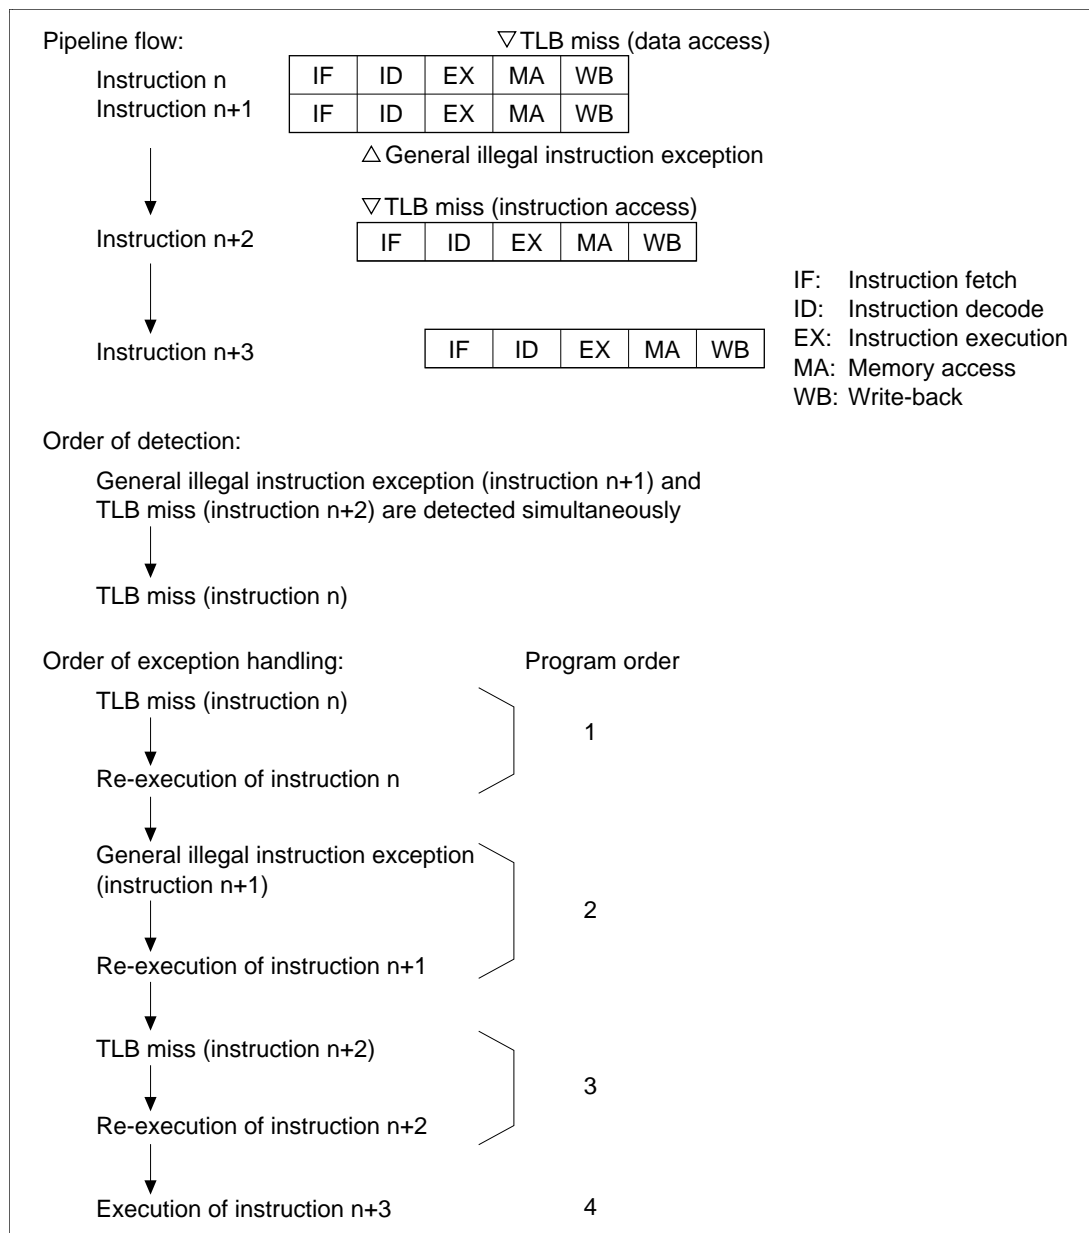 Pipeline flow:
▽TLB miss (data access)
Instruction n
IF ID EX MA WB
Instruction n+1
IF ID EX MA WB
△General illegal instruction exception
▽TLB miss (instruction access)
Instruction n+2
IF ID EX MA WB
IF: Instruction fetch
ID: Instruction decode
EX: Instruction execution
MA: Memory access
WB: Write-back
Instruction n+3
IF ID EX MA WB
Order of detection:
General illegal instruction exception (instruction n+1) and
TLB miss (instruction n+2) are detected simultaneously
TLB miss (instruction n)
Order of exception handling:
Program order
TLB miss (instruction n)
1
Re-execution of instruction n
General illegal instruction exception
(instruction n+1)
2
Re-execution of instruction n+1
TLB miss (instruction n+2)
3
Re-execution of instruction n+2
Execution of instruction n+3
4